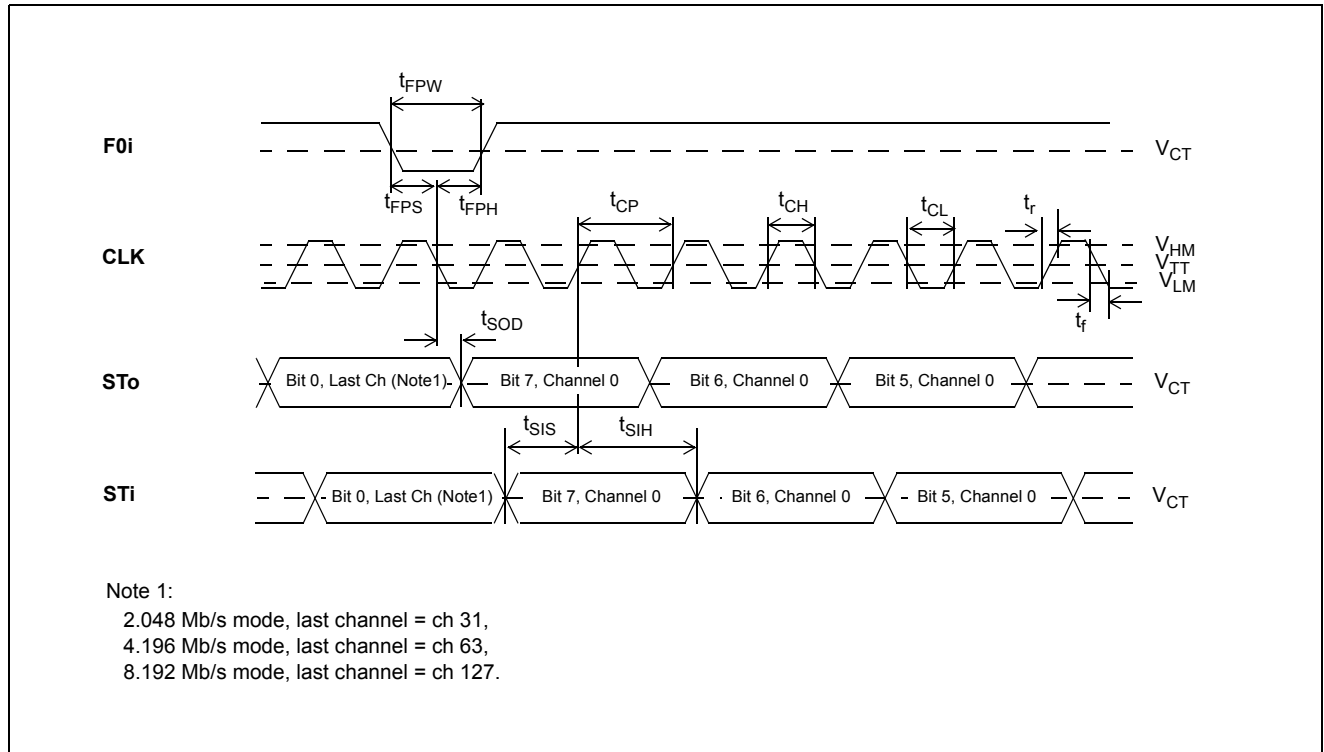 tFPW
F0i
VCT
tFPS
tFPH
tCP
tCH
tCL
tr
CLK
VHM
VTT
VLM
tf
tSOD
STo
Bit 0, Last Ch (Note1)
Bit 7, Channel 0
Bit 6, Channel 0
Bit 5, Channel 0
VCT
tSIS
tSIH
STi
Bit 0, Last Ch (Note1)
Bit 7, Channel 0
Bit 6, Channel 0
Bit 5, Channel 0
VCT
Note 1:
2.048 Mb/s mode, last channel = ch 31,
4.196 Mb/s mode, last channel = ch 63,
8.192 Mb/s mode, last channel = ch 127.